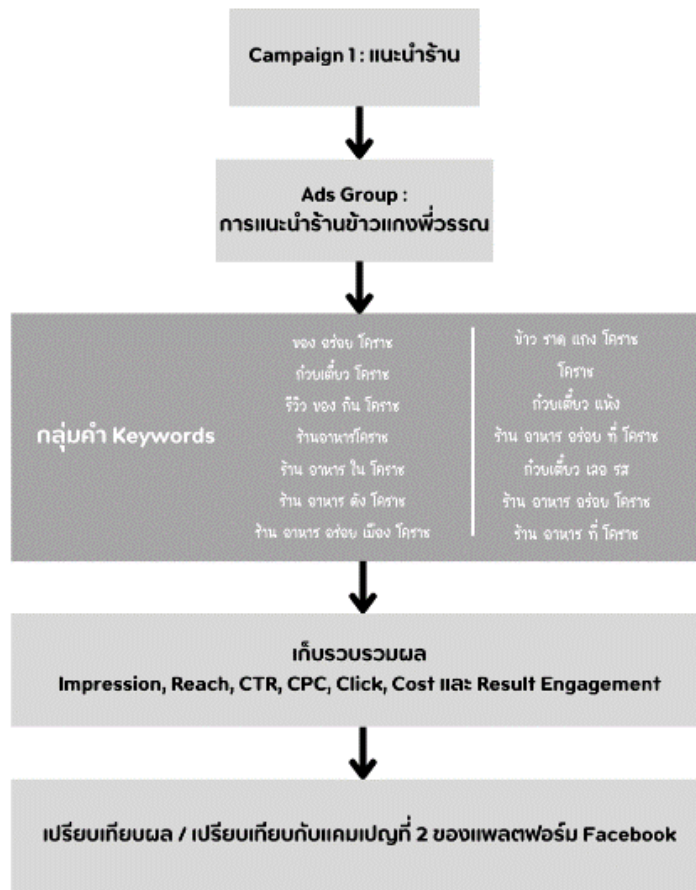 Campaign 1 : แนะนำร้าน
Ads Group :
การแนะนำร้านข้าวแกงพี่วรรณ
กลุ่มคำ Keywords
ของ อร่อย โคราช
ก๋วยเตี๋ยว โคราช
รีวิว ของ กิน โคราช
ร้านอาหารโคราช
ร้าน อาหาร ใน โคราช
ร้าน อาหาร ดัง โคราช
ร้าน อาหาร อร่อย เมือง โคราช
ข้าว ราด แกง โคราช
โคราช
ก๋วยเตี๋ยว แห้ง
ร้าน อาหาร อร่อย ที่ โคราช
ก๋วยเตี๋ยว เลอ รส
ร้าน อาหาร อร่อย โคราช
ร้าน อาหาร ที่ โคราช
เก็บรวบรวมผล
Impression, Reach, CTR, CPC, Click, Cost และ Result Engagement
เปรียบเทียบผล / เปรียบเทียบกับแคมเปญที่ 2 ของแพลตฟอร์ม Facebook